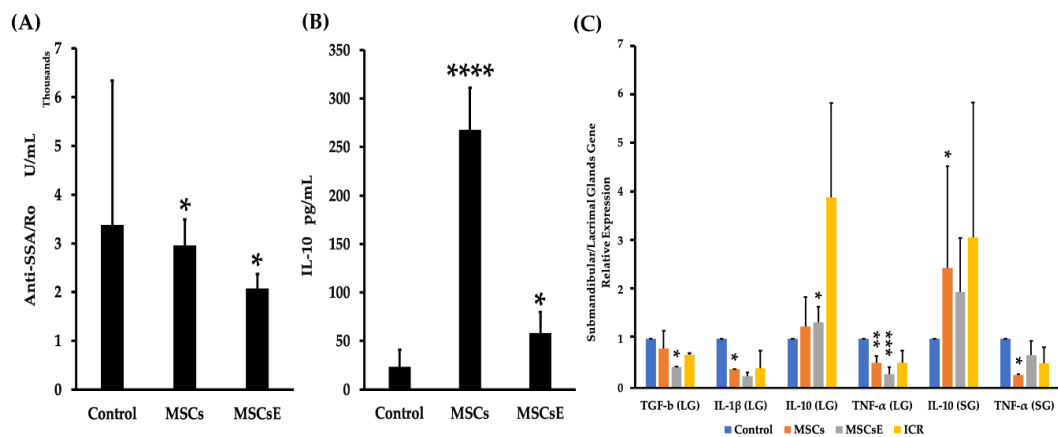 (A)
Thousands
Anti-SSA/Ro U/mL
7
6
5
4
3
2
1
0
*
*
Control MSCs MSCsE
(B)
IL-10 pg/mL
350
300
250
200
150
100
50
0
****
*
Control MSCs MSCsE
(C)
Submandibular/Lacrimal Glands Gene
Relative Expression
7
6
5
4
3
2
1
0
*
*
*
**
***
*
*
TGF-b (LG) IL-1β (LG) IL-10 (LG) TNF-α (LG) IL-10 (SG) TNF-α (SG)
Control MSCs MSCsE ICR